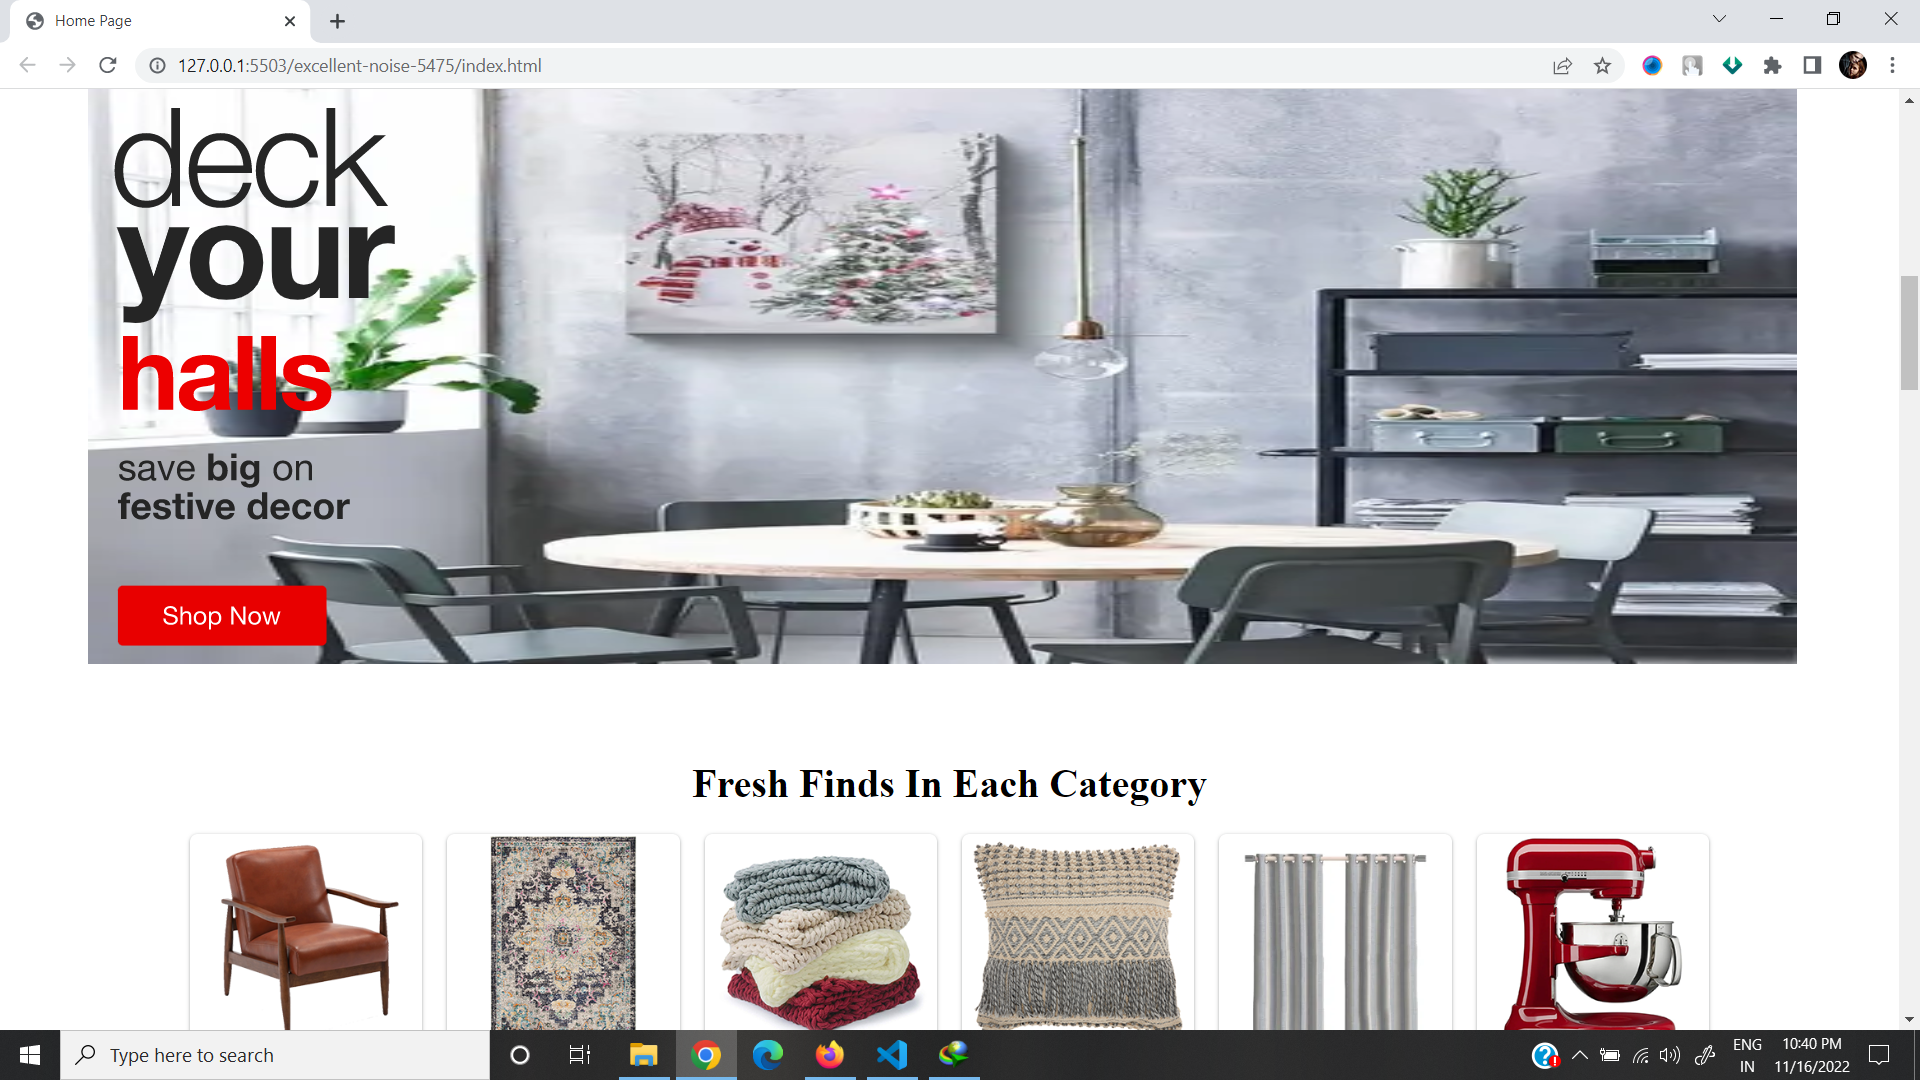 Home Page
127.0.0.1:5503/excellent-noise-5475/index.html
deck
your
halls
save big on
festive decor
Shop Now
Fresh Finds In Each Category
Type here to search
ENG
IN
10:40 PM
11/16/2022